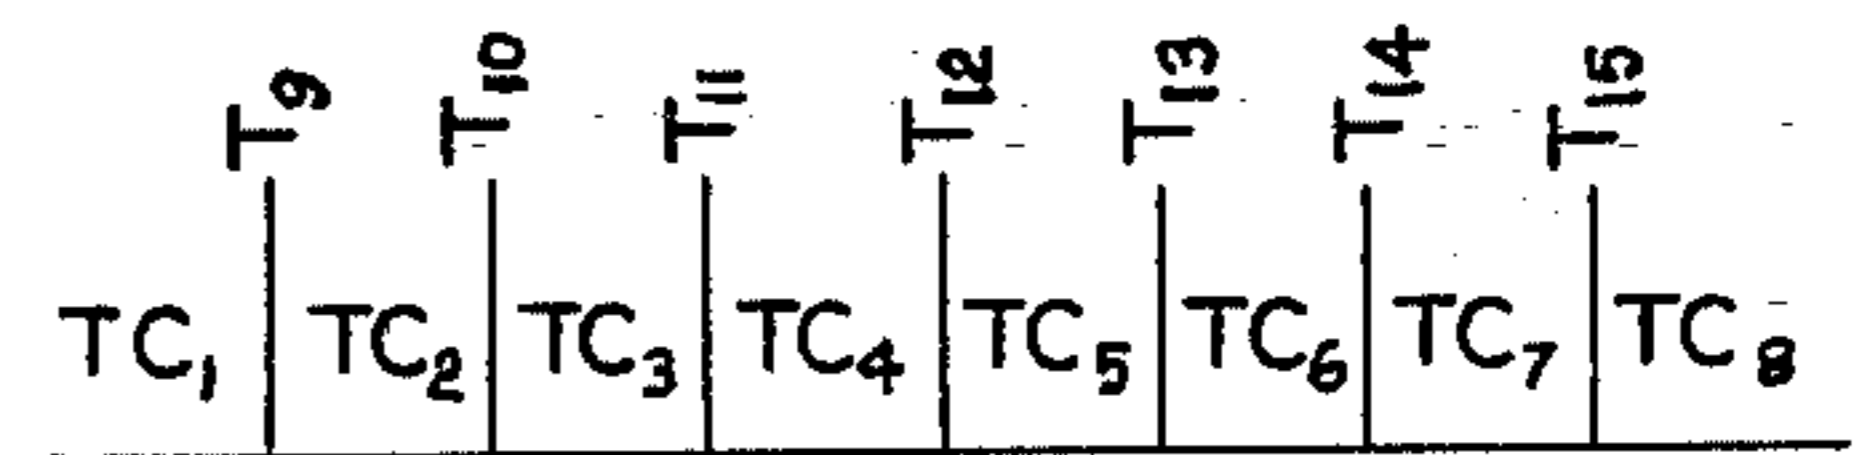 T9 T10 T11 T12 T13 T14 T15
TC1 TC2 TC3 TC4 TC5 TC6 TC7 TC8